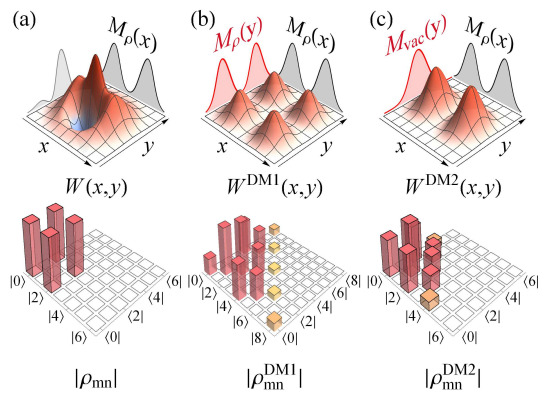 (a)
(b)
(c)
M_ρ(x)
M_ρ(y)
M_ρ(x)
M_vac(y)
M_ρ(x)
x
y
x
y
x
y
W(x,y)
W^DM1(x,y)
W^DM2(x,y)
|0⟩
|2⟩
|4⟩
|6⟩
⟨0|
⟨2|
⟨4|
⟨6|
|0⟩
|2⟩
|4⟩
|6⟩
|8⟩
⟨0|
⟨2|
⟨4|
⟨6|
⟨8|
|0⟩
|2⟩
|4⟩
|6⟩
⟨0|
⟨2|
⟨4|
⟨6|
|ρ_mn|
|ρ_mn^DM1|
|ρ_mn^DM2|